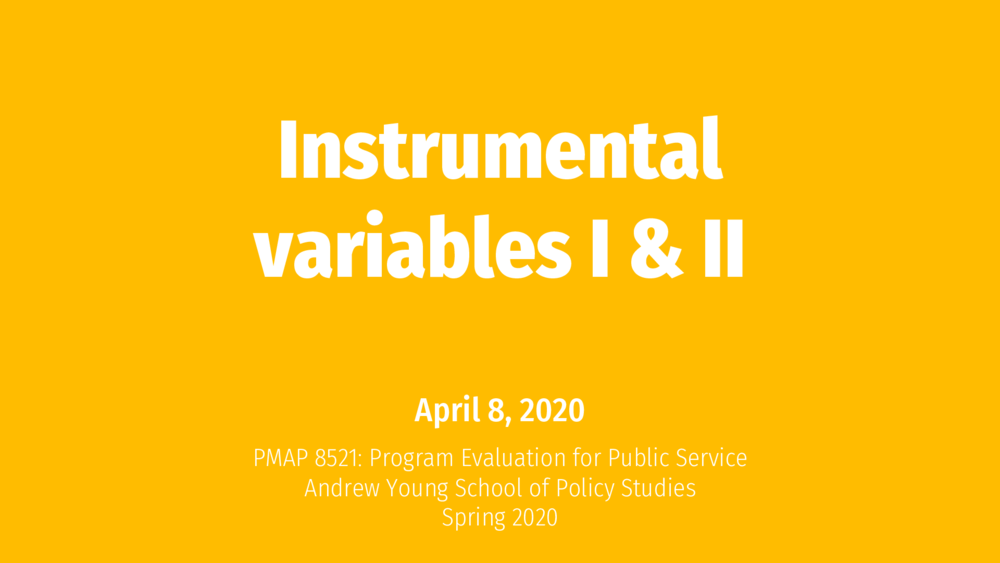 Instrumental
variables I & II
April 8, 2020
PMAP 8521: Program Evaluation for Public Service
Andrew Young School of Policy Studies
Spring 2020